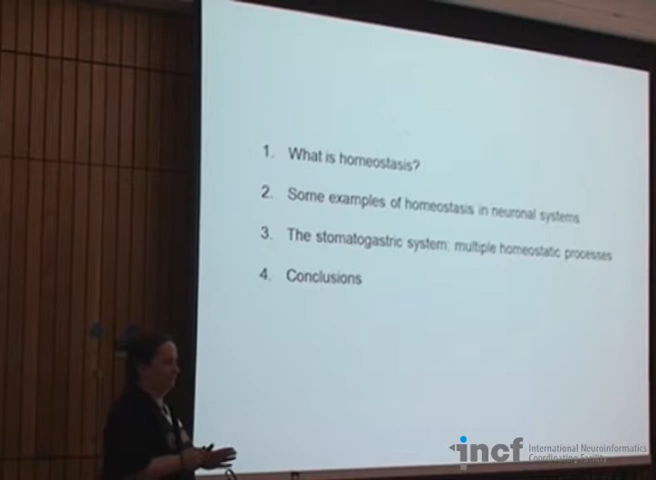 1. What is homeostasis?
2. Some examples of homeostasis in neuronal systems
3. The stomatogastric system: multiple homeostatic processes
4. Conclusions
incf International Neuroinformatics
Coordinating Facility